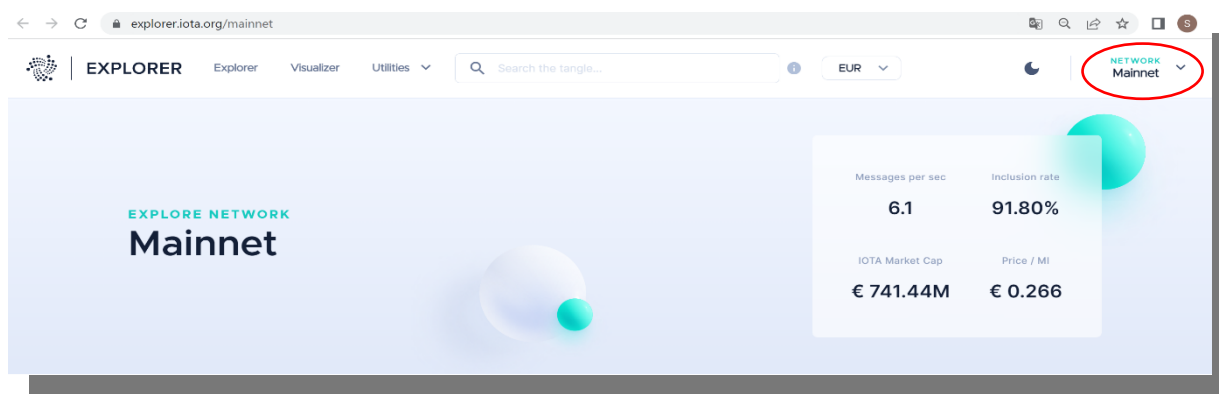 explorer.iota.org/mainnet
S
EXPLORER Explorer Visualizer Utilities Search the tangle... i EUR NETWORK
Mainnet
Messages per sec Inclusion rate
6.1 91.80%
EXPLORE NETWORK
Mainnet
IOTA Market Cap Price / MI
€ 741.44M € 0.266